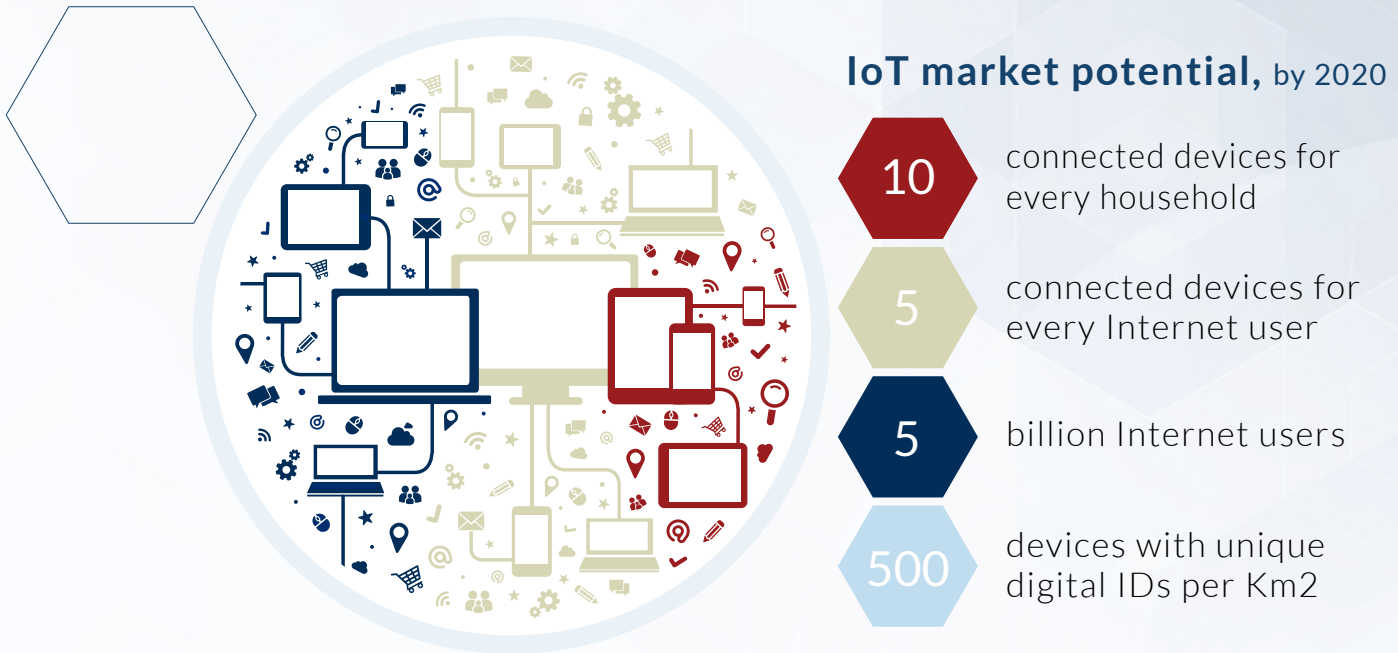 IoT market potential, by 2020
10
connected devices for
every household
5
connected devices for
every Internet user
5
billion Internet users
500
devices with unique
digital IDs per Km2